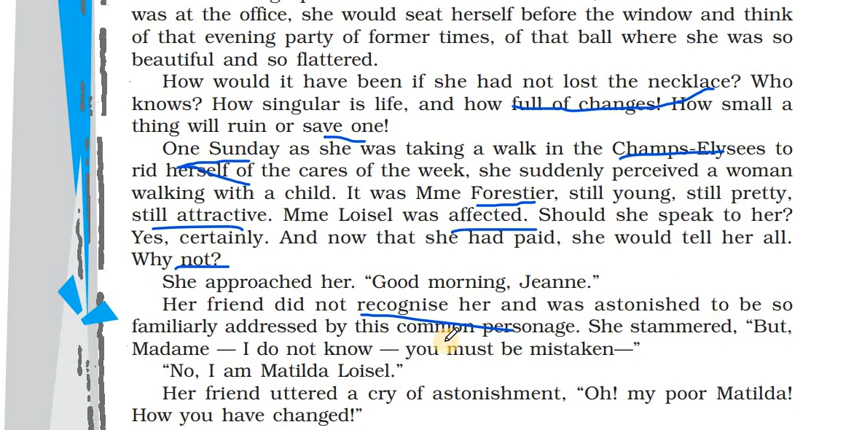 was at the office, she would seat herself before the window and think
of that evening party of former times, of that ball where she was so
beautiful and so flattered.
How would it have been if she had not lost the necklace? Who
knows? How singular is life, and how full of changes! How small a
thing will ruin or save one!
One Sunday as she was taking a walk in the Champs-Elysees to
rid herself of the cares of the week, she suddenly perceived a woman
walking with a child. It was Mme Forestier, still young, still pretty,
still attractive. Mme Loisel was affected. Should she speak to her?
Yes, certainly. And now that she had paid, she would tell her all.
Why not?
She approached her. “Good morning, Jeanne.”
Her friend did not recognise her and was astonished to be so
familiarly addressed by this common personage. She stammered, “But,
Madame — I do not know — you must be mistaken—”
“No, I am Matilda Loisel.”
Her friend uttered a cry of astonishment, “Oh! my poor Matilda!
How you have changed!”